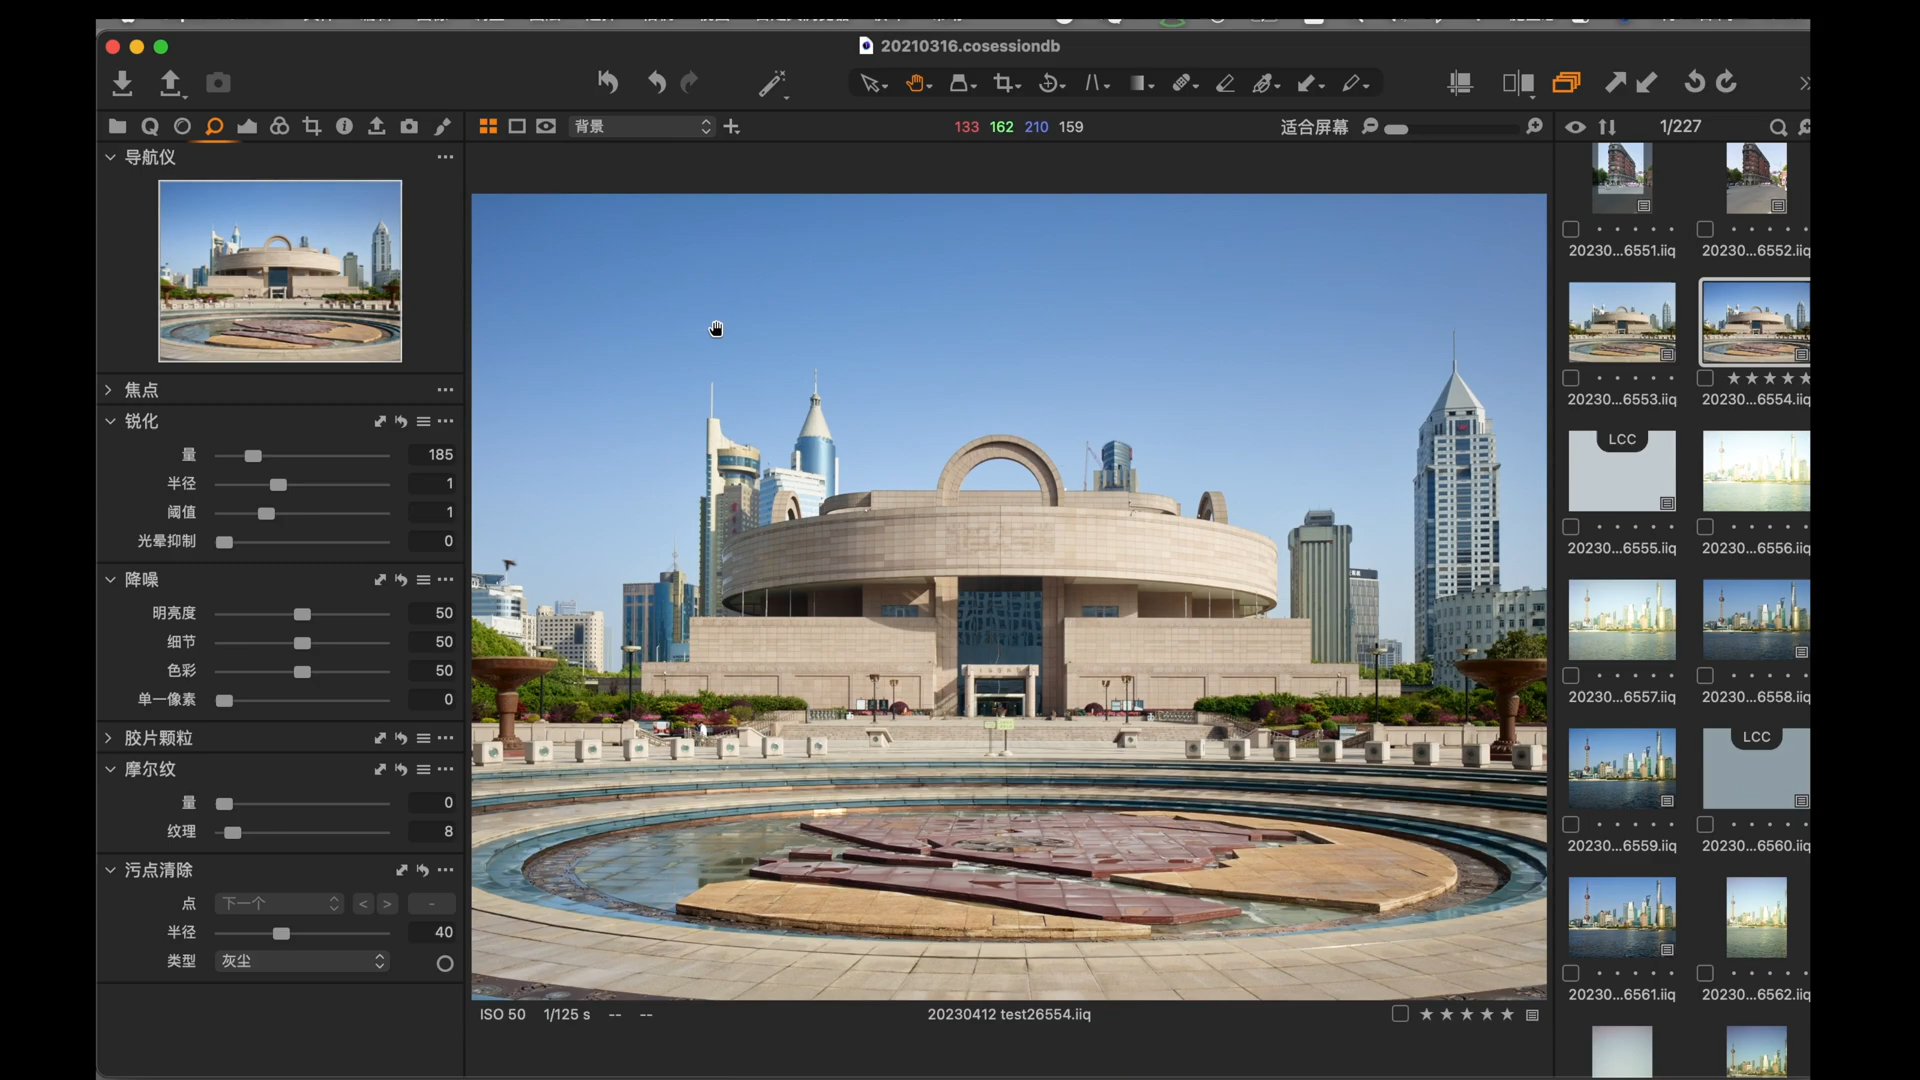 20210316.cosessiondb
背景
133 162 210 159
适合屏幕
1/227
导航仪
焦点
锐化
量 185
半径 1
阈值 1
光晕抑制 0
降噪
明亮度 50
细节 50
色彩 50
单一像素 0
胶片颗粒
摩尔纹
量 0
纹理 8
污点清除
点 下一个 < > -
半径 40
类型 灰尘
ISO 50 1/125 s -- --
20230412 test26554.iiq
20230...6551.iiq 20230...6552.iiq
20230...6553.iiq 20230...6554.iiq
LCC
20230...6555.iiq 20230...6556.iiq
20230...6557.iiq 20230...6558.iiq
LCC
20230...6559.iiq 20230...6560.iiq
20230...6561.iiq 20230...6562.iiq